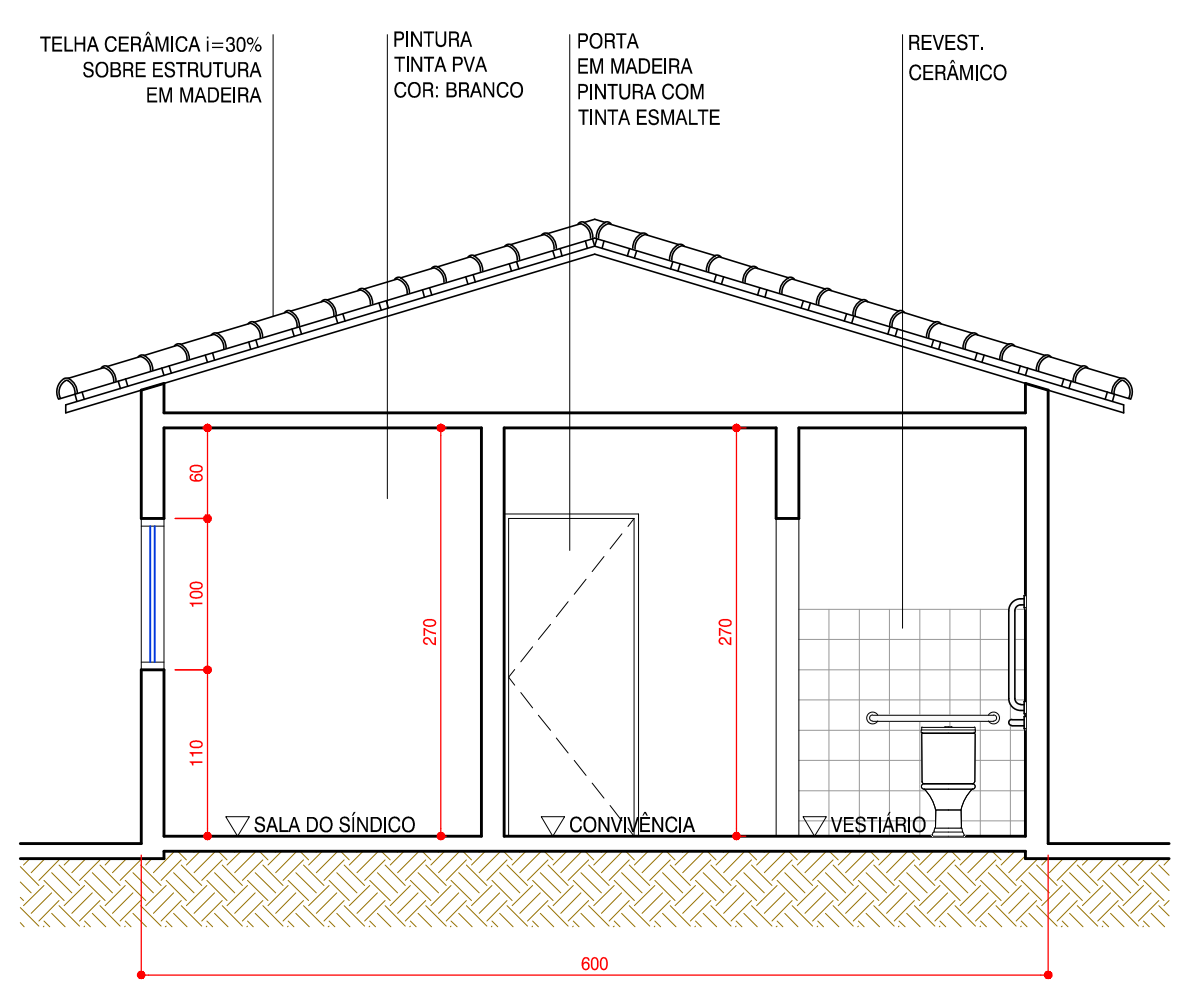 TELHA CERÂMICA i=30%
SOBRE ESTRUTURA
EM MADEIRA
PINTURA
TINTA PVA
COR: BRANCO
PORTA
EM MADEIRA
PINTURA COM
TINTA ESMALTE
REVEST.
CERÂMICO
60
100
110
270
270
SALA DO SÍNDICO
CONVIVÊNCIA
VESTIÁRIO
600